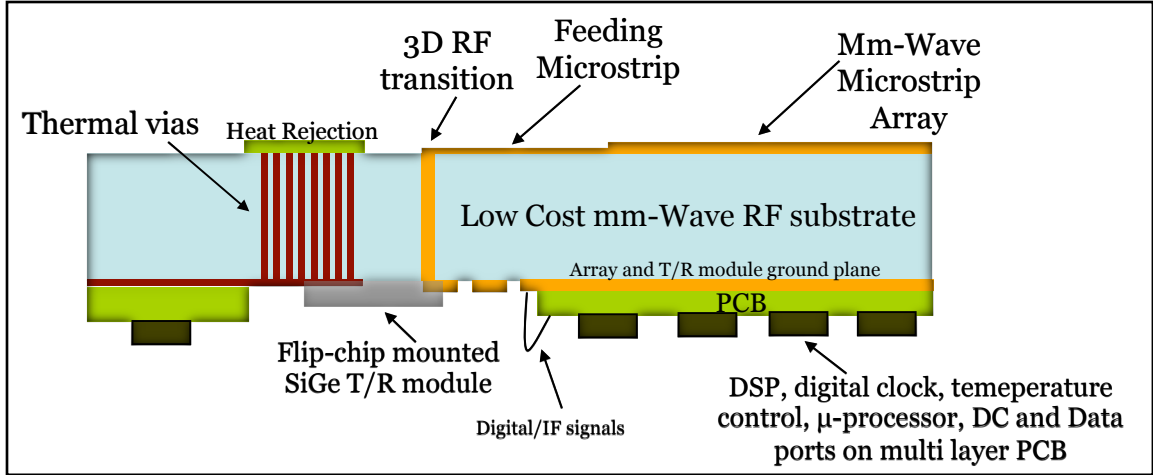 3D RF
transition
Feeding
Microstrip
Mm-Wave
Microstrip
Array
Thermal vias
Heat Rejection
Low Cost mm-Wave RF substrate
Array and T/R module ground plane
PCB
Flip-chip mounted
SiGe T/R module
Digital/IF signals
DSP, digital clock, temeperature
control, μ-processor, DC and Data
ports on multi layer PCB